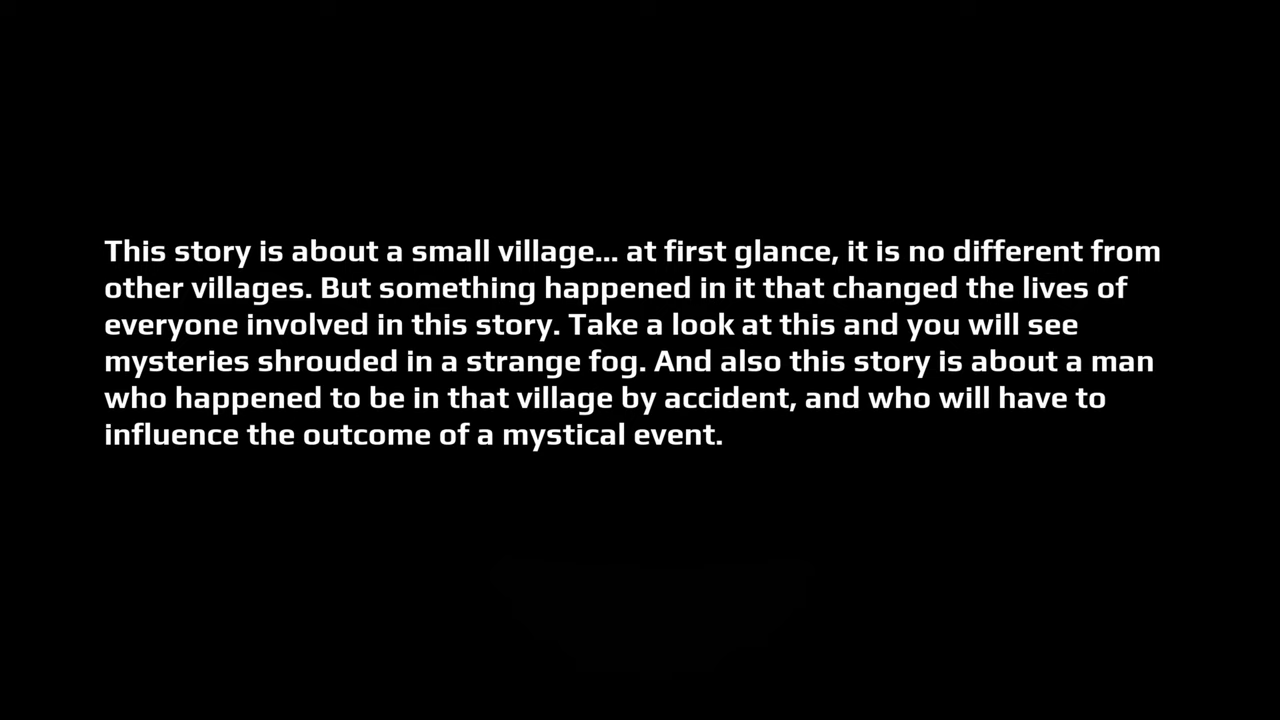 This story is about a small village... at first glance, it is no different from
other villages. But something happened in it that changed the lives of
everyone involved in this story. Take a look at this and you will see
mysteries shrouded in a strange fog. And also this story is about a man
who happened to be in that village by accident, and who will have to
influence the outcome of a mystical event.